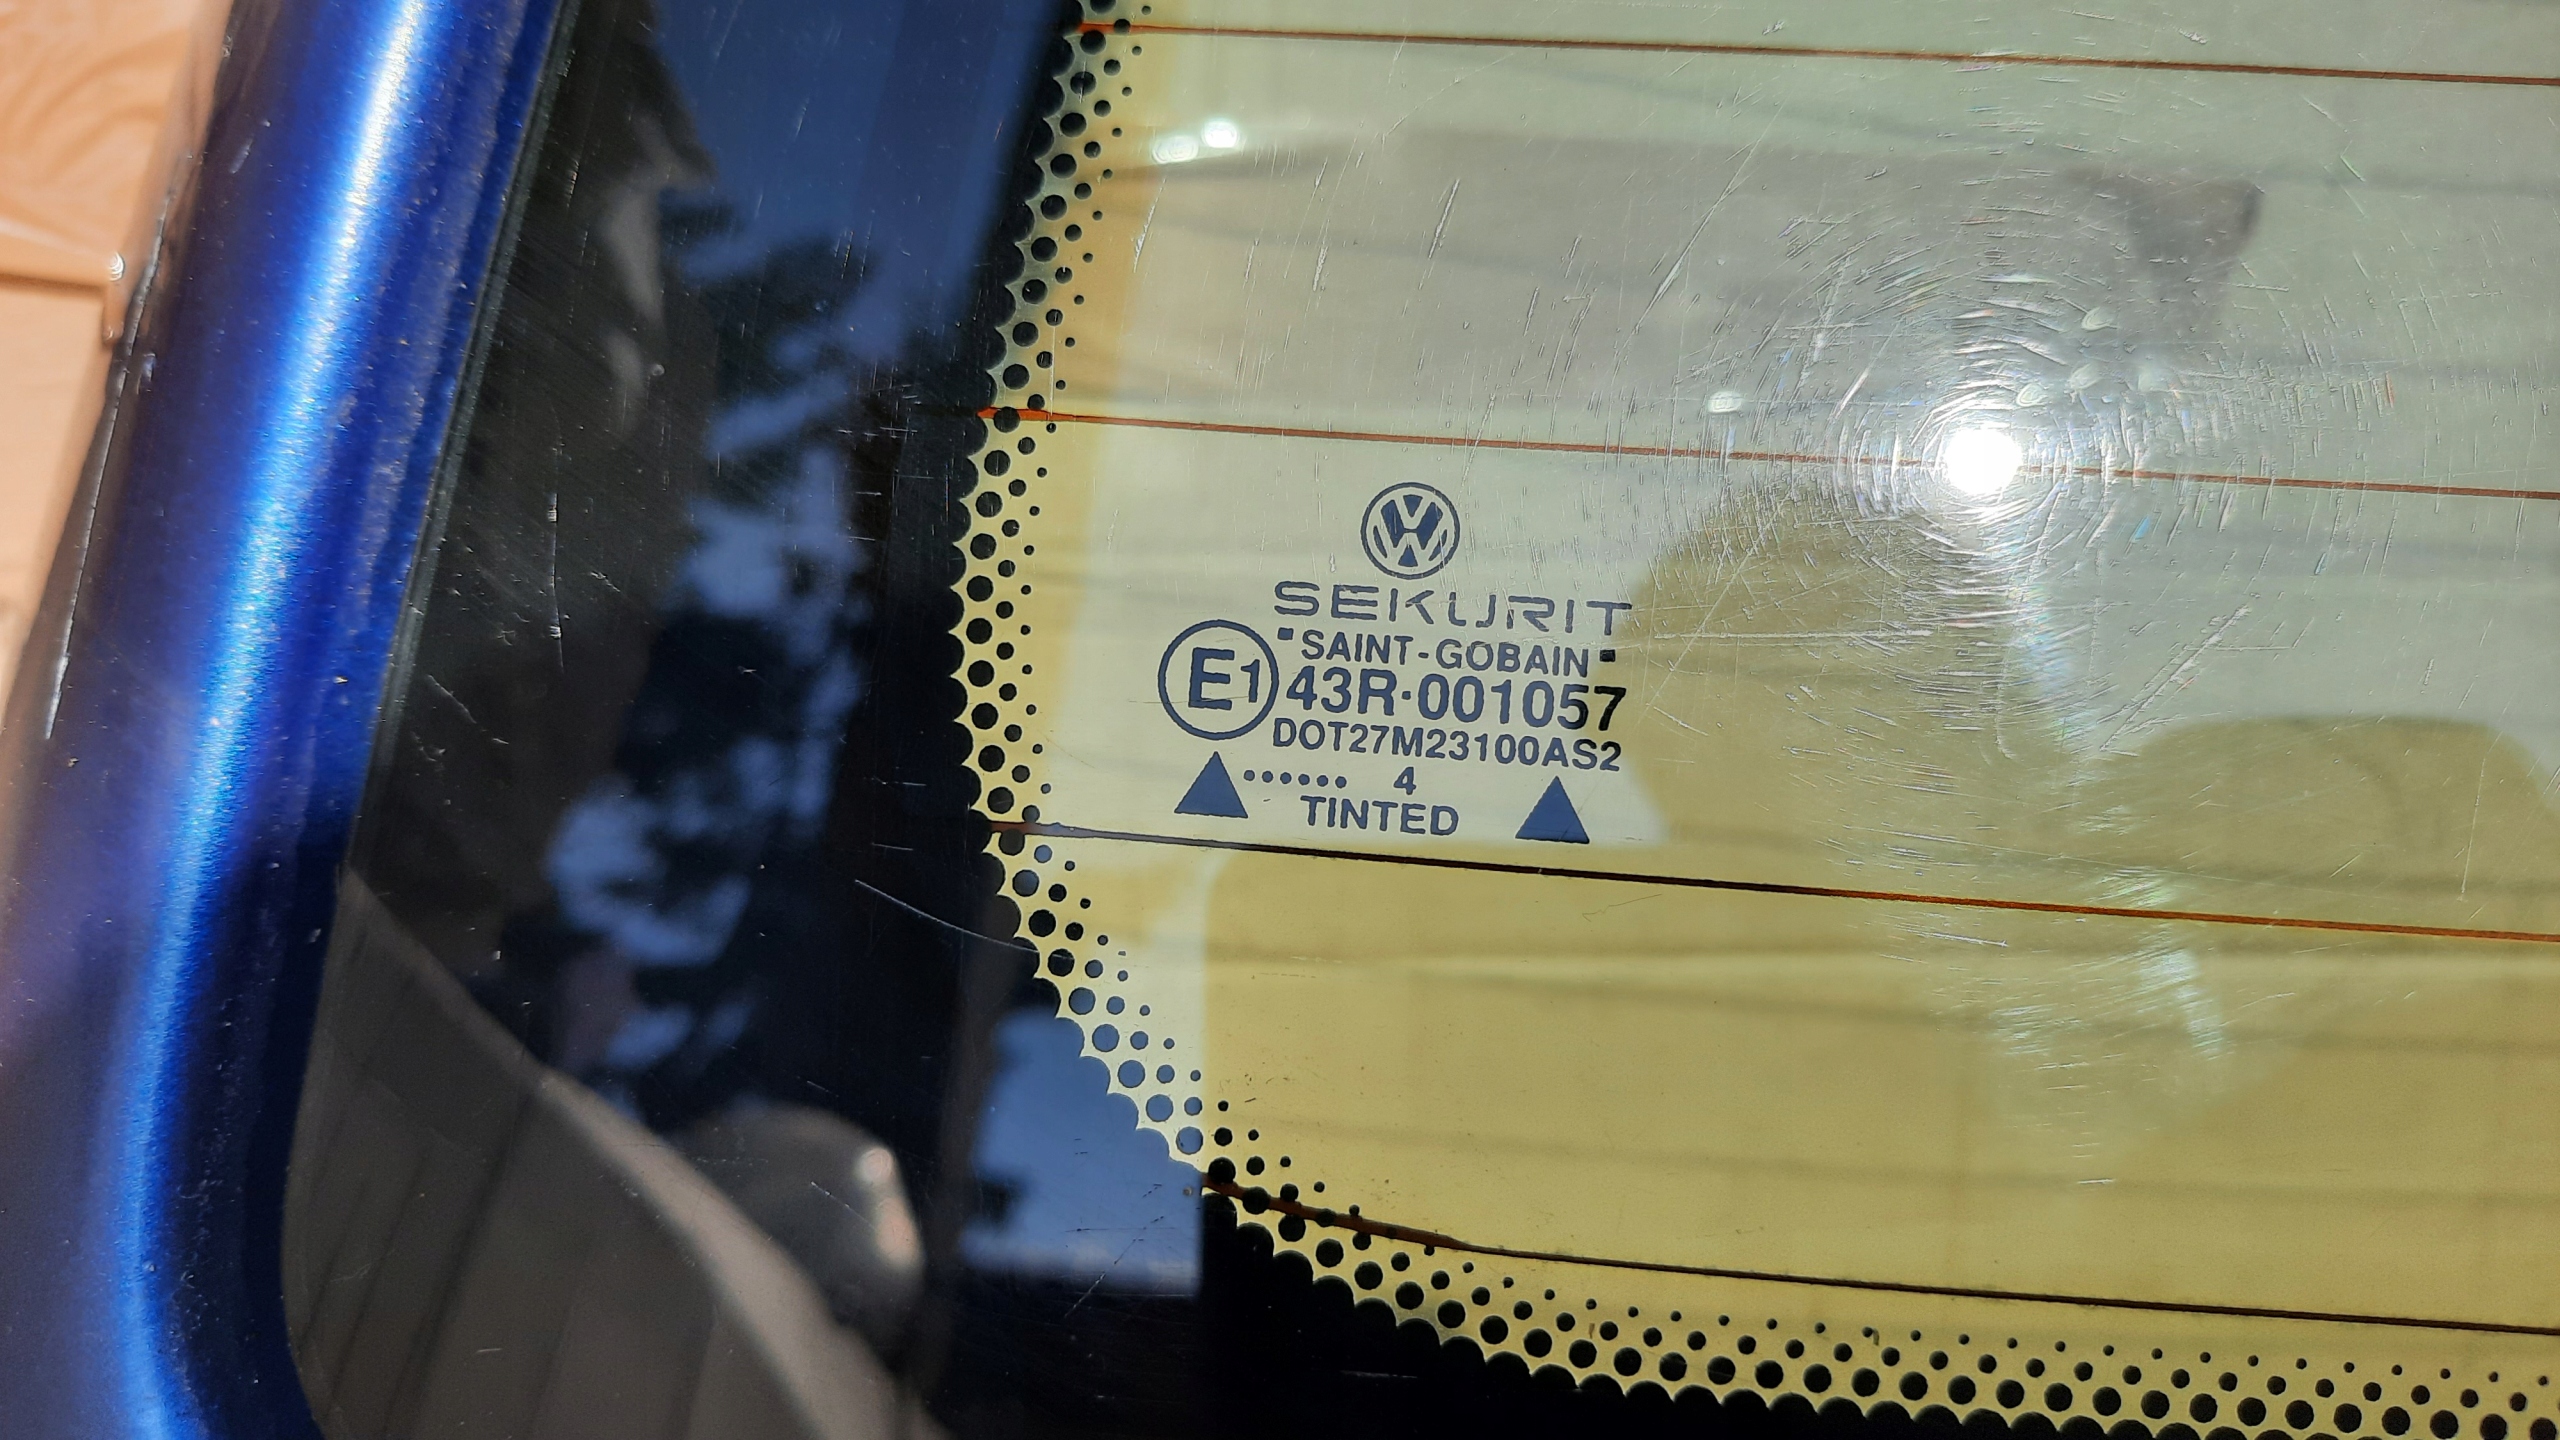 SEKURIT
"SAINT-GOBAIN"
E1 43R·001057
DOT27M23100AS2
...... 4
TINTED